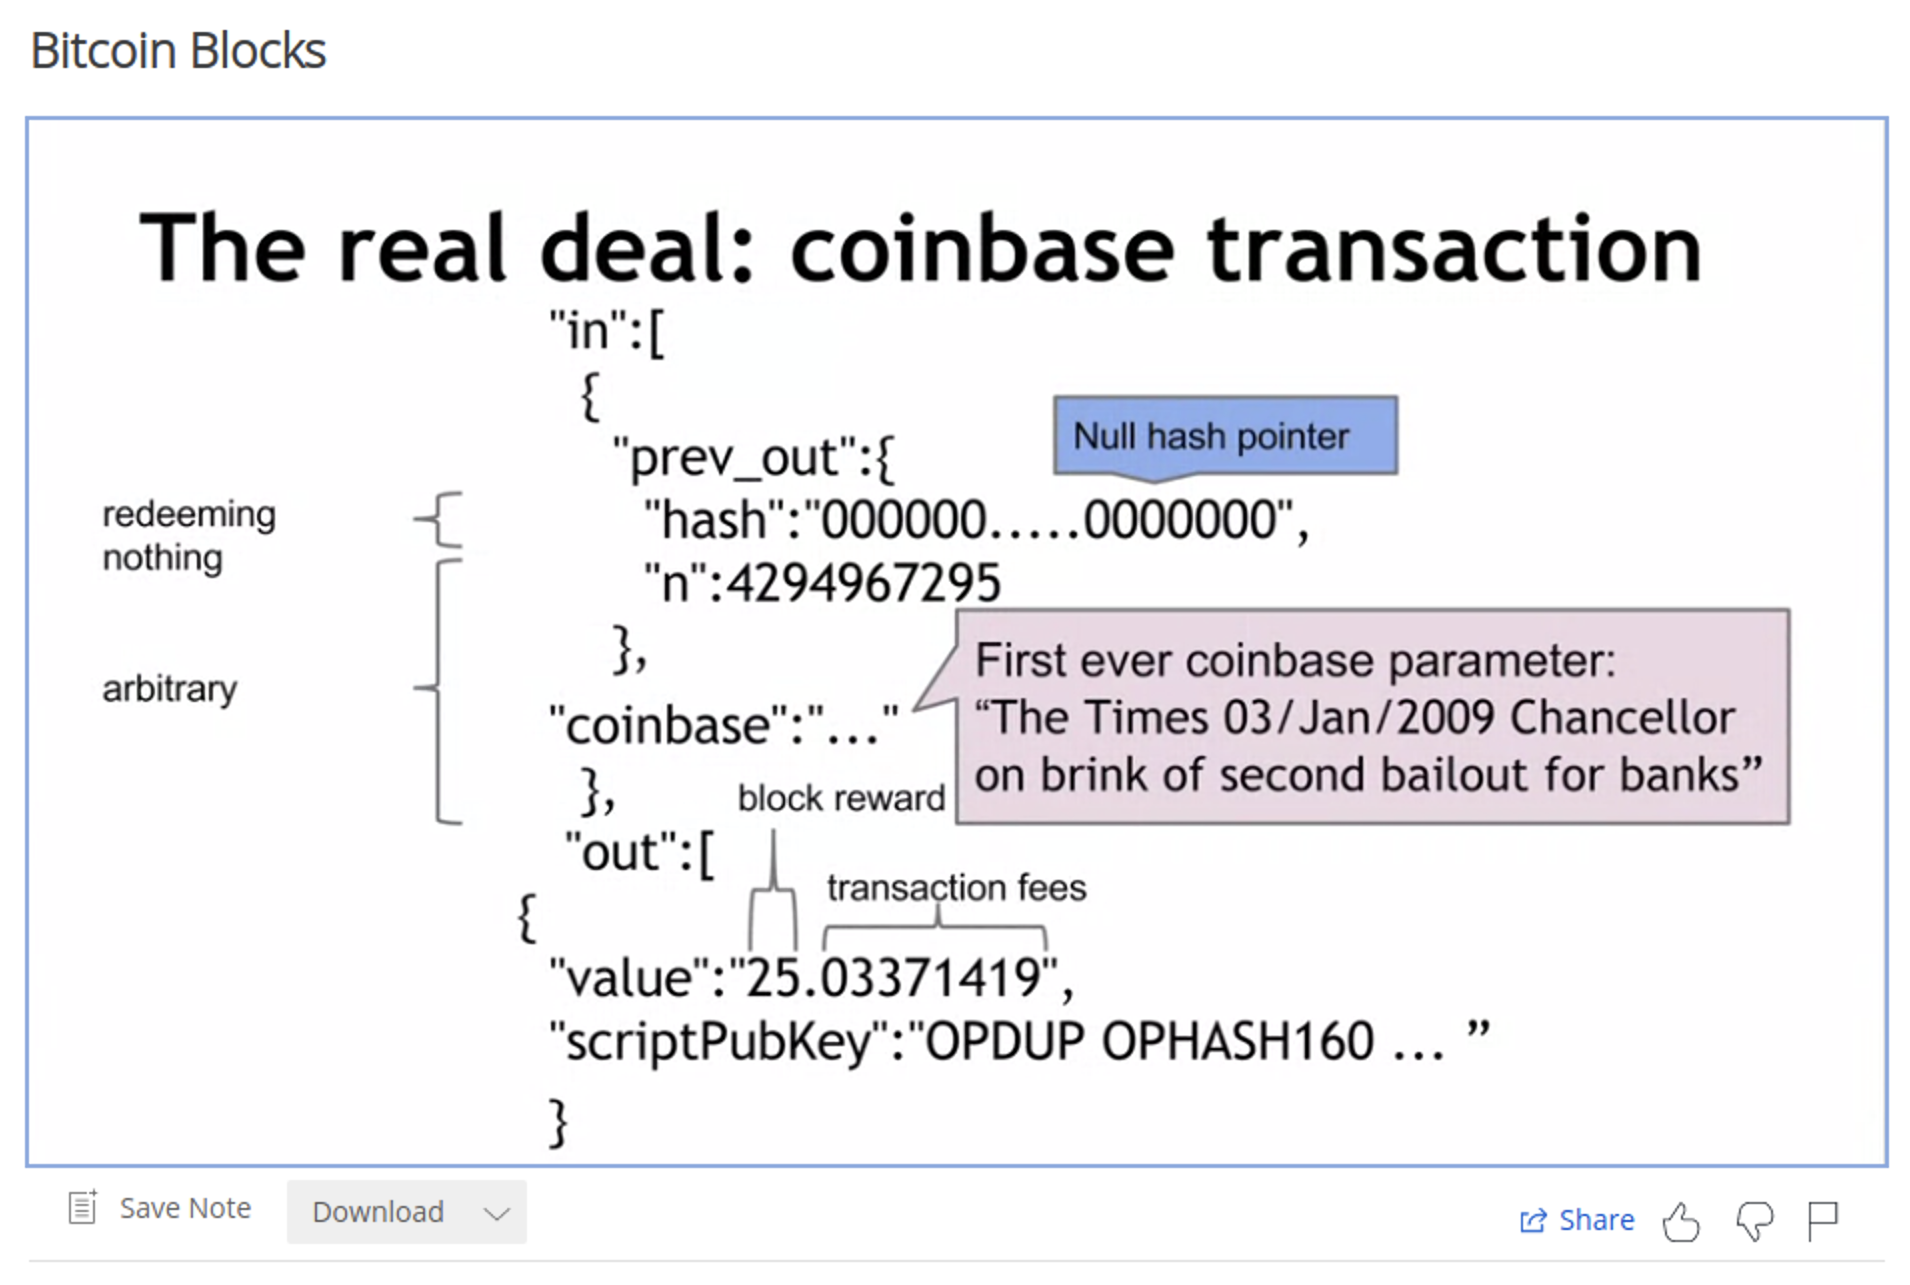 Bitcoin Blocks
The real deal: coinbase transaction
"in":[
{
"prev_out":{
Null hash pointer
redeeming
nothing
"hash":"000000.....0000000",
"n":4294967295
},
arbitrary
"coinbase":"..."
First ever coinbase parameter:
“The Times 03/Jan/2009 Chancellor
on brink of second bailout for banks”
},
block reward
"out":[
transaction fees
{
"value":"25.03371419",
"scriptPubKey":"OPDUP OPHASH160 ... ”
}
Save Note
Download
Share